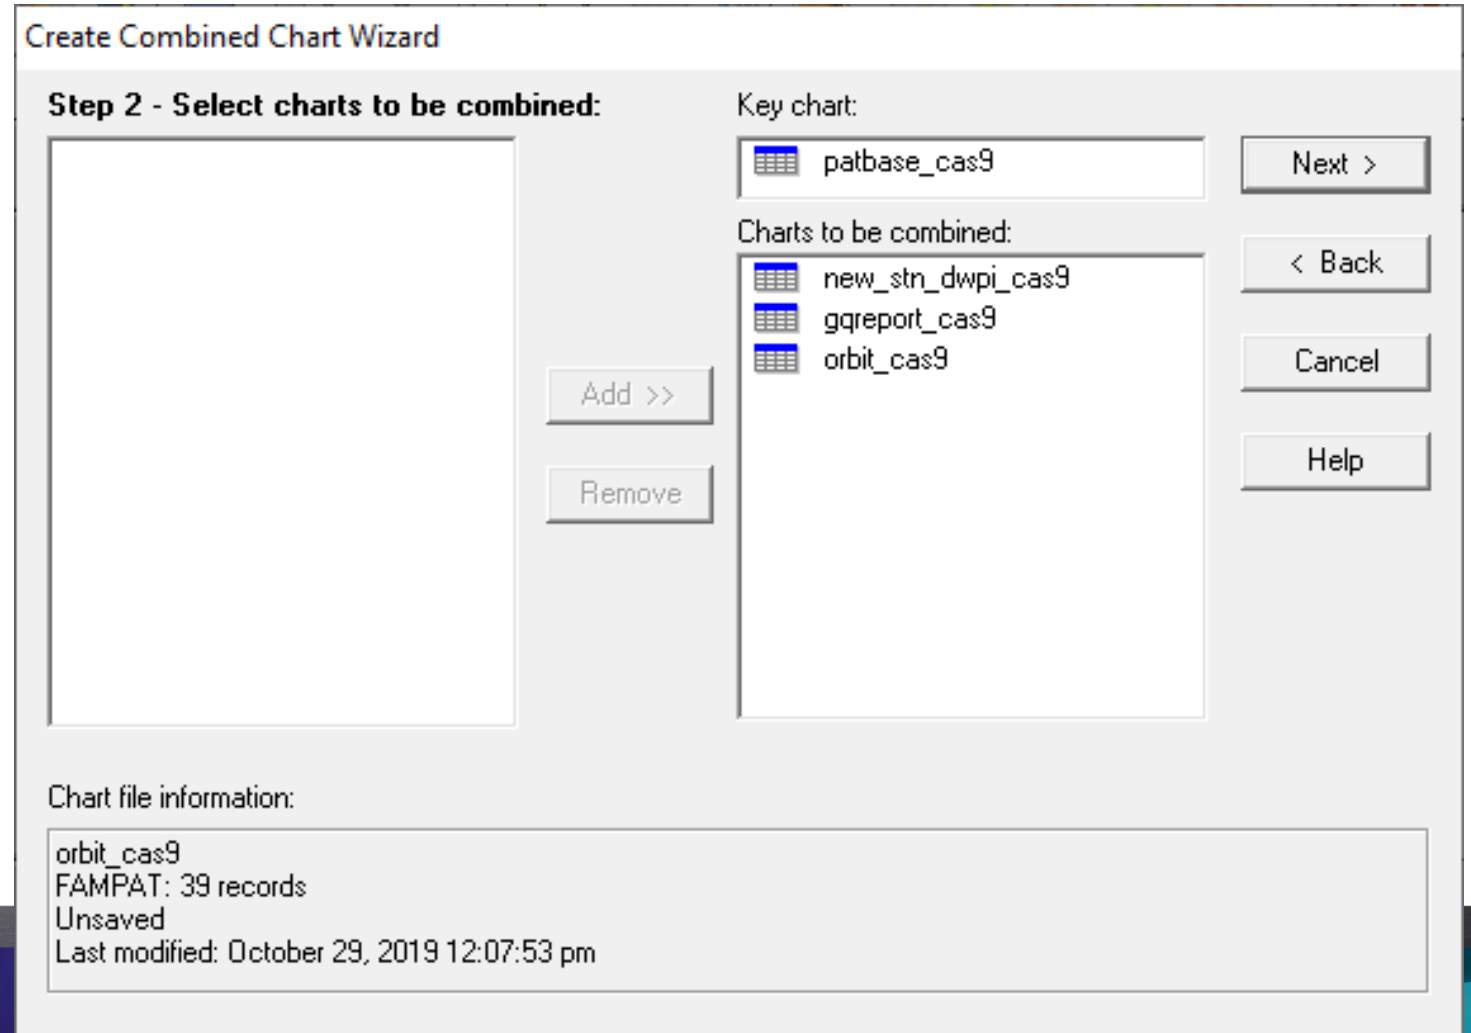 Create Combined Chart Wizard
Step 2 - Select charts to be combined:
Key chart:
patbase_cas9
Next >
Charts to be combined:
< Back
new_stn_dwpi_cas9
gqreport_cas9
orbit_cas9
Cancel
Add >>
Help
Remove
Chart file information:
orbit_cas9
FAMPAT: 39 records
Unsaved
Last modified: October 29, 2019 12:07:53 pm